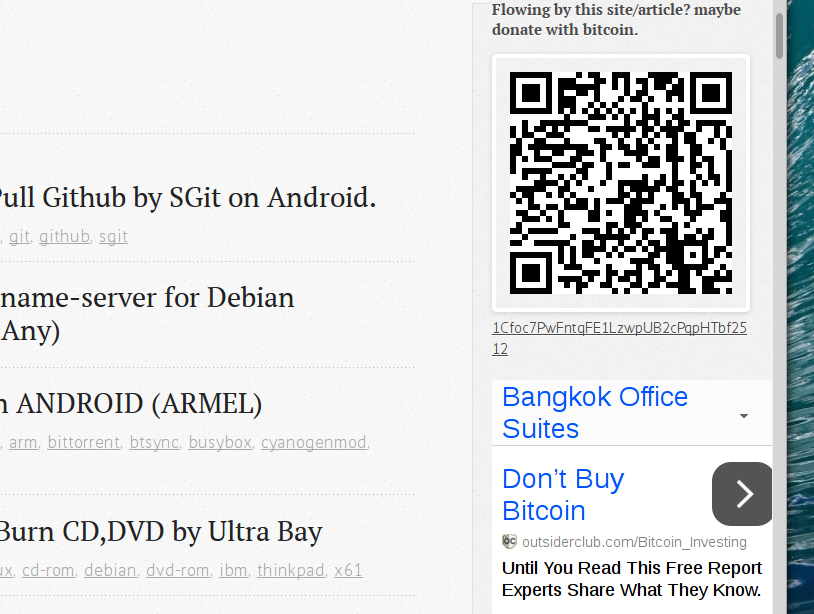 Flowing by this site/article? maybe
donate with bitcoin.
Pull Github by SGit on Android.
, git, github, sgit
name-server for Debian
Any)
n ANDROID (ARMEL)
, arm, bittorrent, btsync, busybox, cyanogenmod,
Burn CD,DVD by Ultra Bay
ux, cd-rom, debian, dvd-rom, ibm, thinkpad, x61
1Cfoc7PwFntqFE1LzwpUB2cPqpHTbf25
12
Bangkok Office
Suites
Don't Buy
Bitcoin
outsiderclub.com/Bitcoin_Investing
Until You Read This Free Report
Experts Share What They Know.